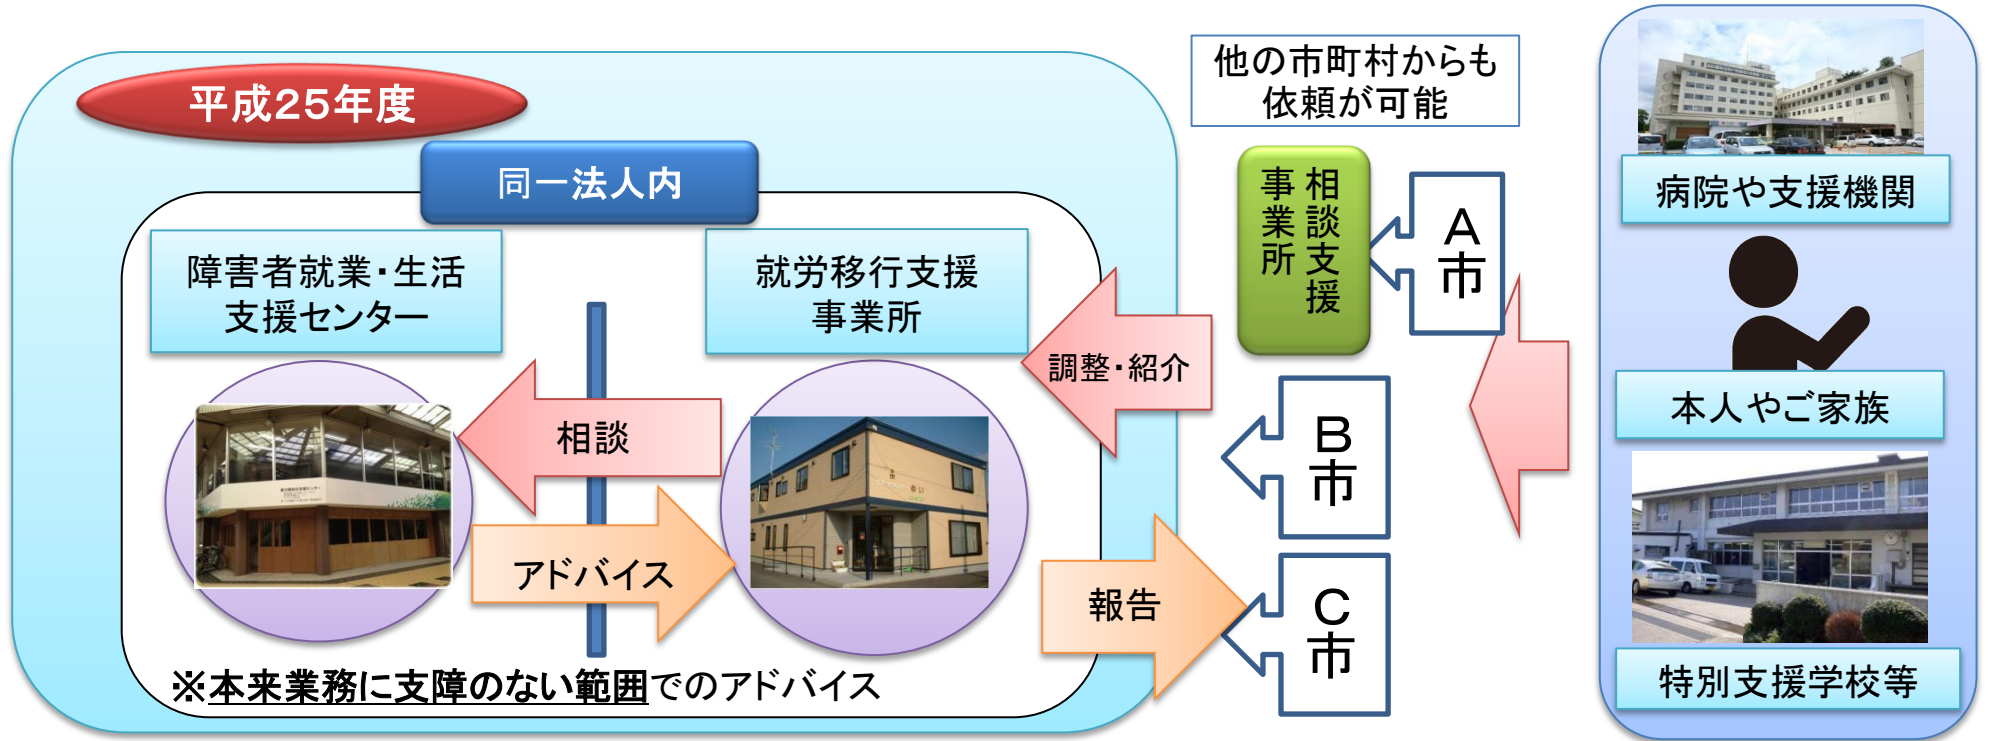 平成25年度
同一法人内
障害者就業・生活
支援センター
就労移行支援
事業所
相談
アドバイス
※本来業務に支障のない範囲でのアドバイス
調整・紹介
報告
他の市町村からも
依頼が可能
相談支援
事業所
A市
B市
C市
病院や支援機関
本人やご家族
特別支援学校等